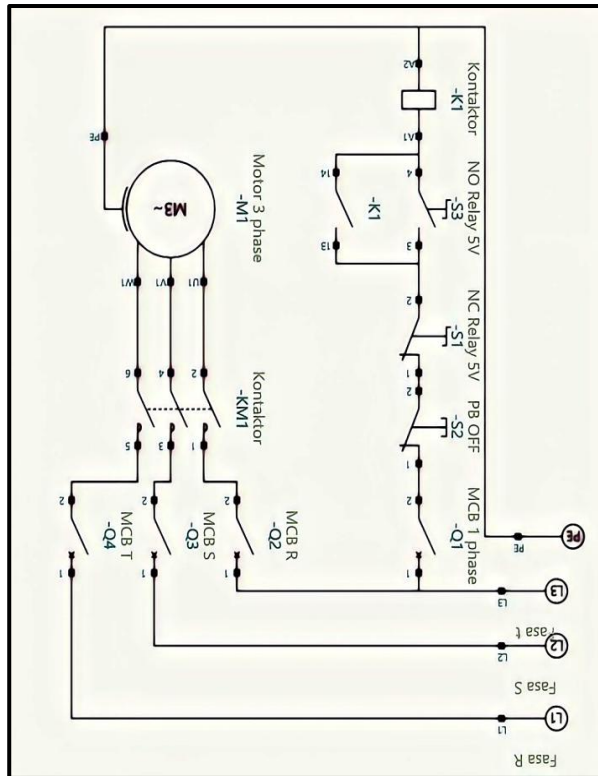 A2
Kontaktor
-K1
A1
14
4
NO Relay 5V
-S3
-K1
13
3
PE
M3~
Motor 3 phase
-M1
2
NC Relay 5V
-S1
1
W1
V1
U1
2
PB OFF
-S2
1
6
4
2
Kontaktor
-KM1
5
3
1
2
MCB 1 phase
-Q1
1
2
MCB T
-Q4
1
2
MCB S
-Q3
1
2
MCB R
-Q2
1
PE
PE
L3
L3
Fasa t
L2
L2
Fasa S
L1
L1
Fasa R